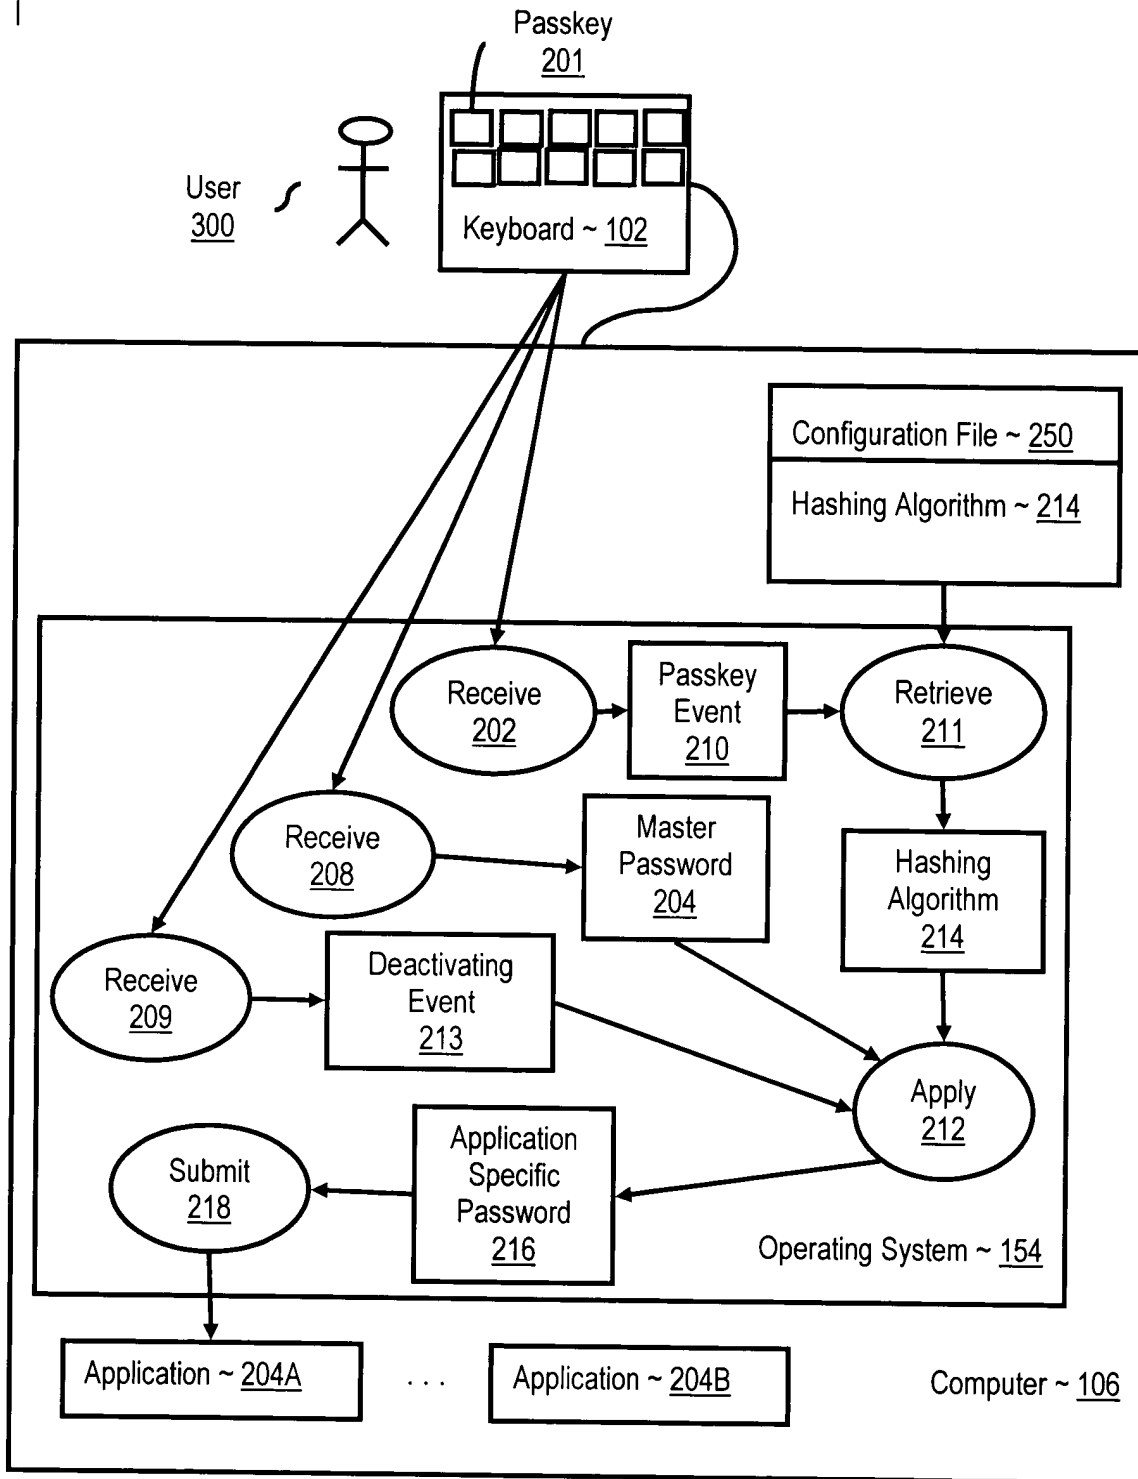 Passkey
201
User
300
Keyboard ~ 102
Configuration File ~ 250
Hashing Algorithm ~ 214
Receive
202
Passkey
Event
210
Retrieve
211
Receive
208
Master
Password
204
Hashing
Algorithm
214
Receive
209
Deactivating
Event
213
Apply
212
Submit
218
Application
Specific
Password
216
Operating System ~ 154
Application ~ 204A
. . .
Application ~ 204B
Computer ~ 106